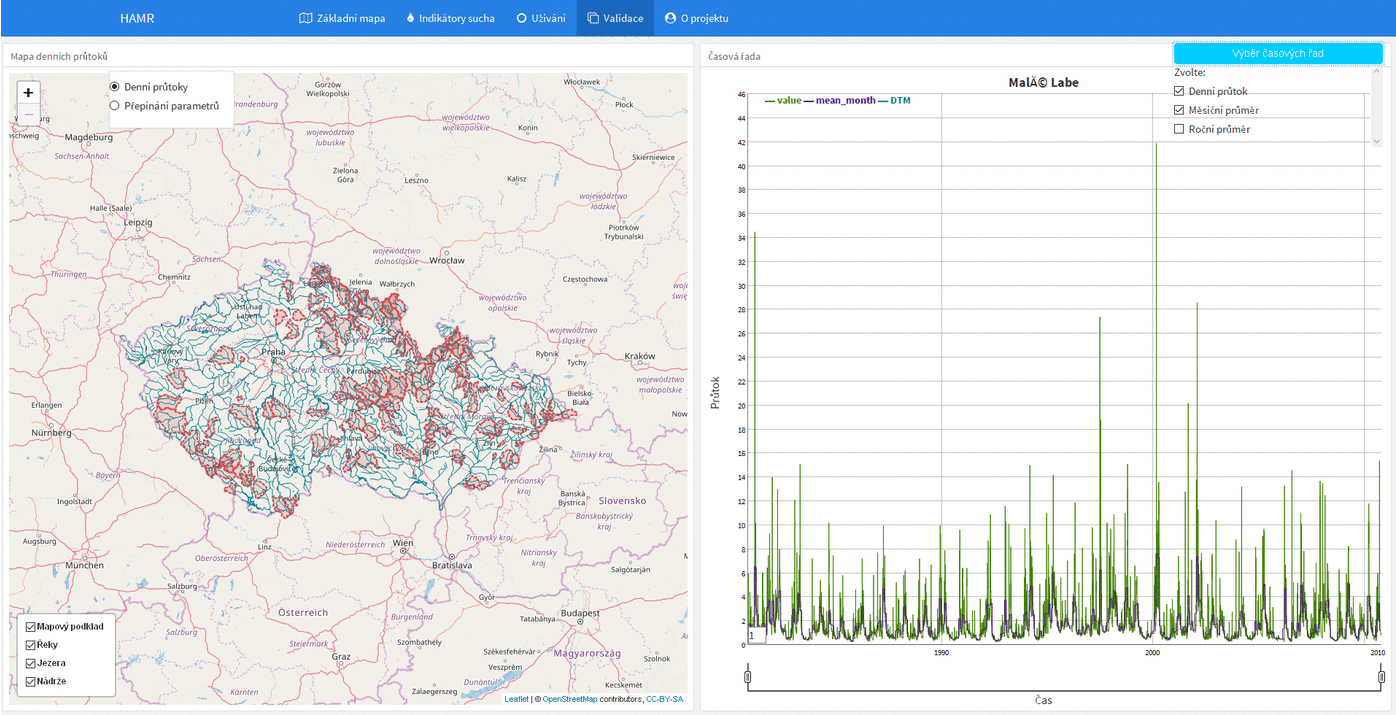 HAMR
Základní mapa
Indikátory sucha
Užívání
Validace
O projektu
Mapa denních průtoků
Denní průtoky
Přepínání parametrů
+
−
Gorzów
Wielkopolski
Włocławek
Płock
województwo
wielkopolskie
Konin
województwo
lubuskie
Magdeburg
Sachsen-Anhalt
Skierniewice
Zielona
Góra
Leszno
Kalisz
województwo
łódzkie
Halle (Saale)
Leipzig
Piotrków
Trybunalski
województwo
dolnośląskie
Wrocław
Sachsen
Chemnitz
Thüringen
Częstochowa
Jelenia
Wałbrzych
województwo
opolskie
województwo
śląskie
Praha
Rybnik
Tychy
Kraków
województwo
małopolskie
Bielsko-
Biała
Erlangen
Nürnberg
Žilina
Žilinský kraj
Bayern
Trenčiansky
kraj
Ingolstadt
Banská
Bystrica
Slovensko
Banskobystrický
kraj
Augsburg
München
Linz
Oberösterreich
Niederösterreich
Wien
Bratislava
Trnavský kraj
Nitriansky
kraj
Salgótarján
Salzburg
Győr
Österreich
Burgenland
Budapest
Tatabánya
Salzburg
Steiermark
Szombathely
Székesfehérvár
Magyarország
Szolnok
Graz
Veszprém
Kecskemét
Kärnten
Zalaegerszeg
Dunántúl
Mapový podklad
Řeky
Jezera
Nádrže
Leaflet | © OpenStreetMap contributors, CC-BY-SA
Časová řada
Výběr časových řad
Zvolte:
Denní průtok
Měsiční průměr
Roční průměr
MalÄ© Labe
value mean_month DTM
46
44
42
40
38
36
34
32
30
28
26
24
22
20
18
16
14
12
10
8
6
4
2
0
Průtok
1
1990
2000
2010
Čas